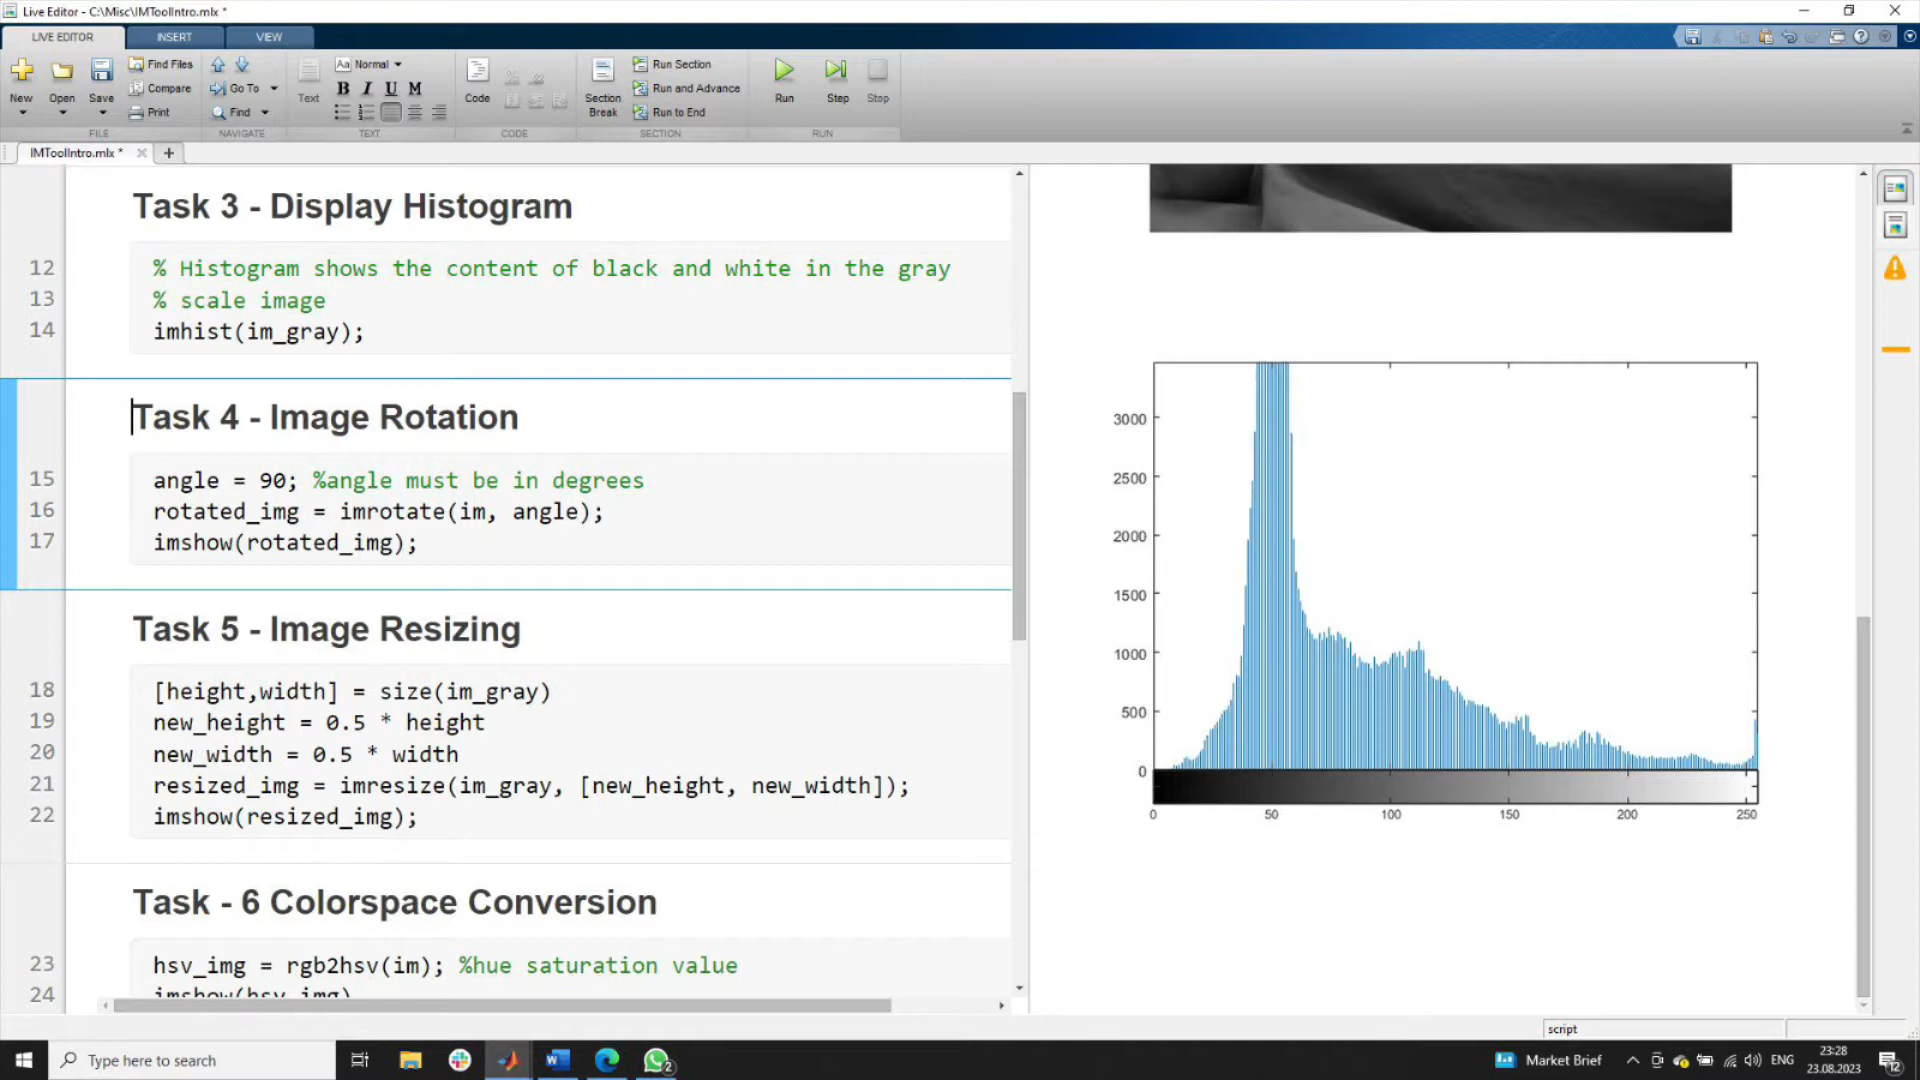 Live Editor - C:\Misc\IMToolIntro.mlx *
LIVE EDITOR INSERT VIEW
New Open Save Find Files Compare Print
FILE
Go To Find
NAVIGATE
Text Aa Normal B I U M
TEXT
Code
CODE
Section Break Run Section Run and Advance Run to End
SECTION
Run Step Stop
RUN
IMToolIntro.mlx *
Task 3 - Display Histogram
12 % Histogram shows the content of black and white in the gray
13 % scale image
14 imhist(im_gray);
Task 4 - Image Rotation
15 angle = 90; %angle must be in degrees
16 rotated_img = imrotate(im, angle);
17 imshow(rotated_img);
Task 5 - Image Resizing
18 [height,width] = size(im_gray)
19 new_height = 0.5 * height
20 new_width = 0.5 * width
21 resized_img = imresize(im_gray, [new_height, new_width]);
22 imshow(resized_img);
Task - 6 Colorspace Conversion
23 hsv_img = rgb2hsv(im); %hue saturation value
24 imshow(hsv_img)
3000
2500
2000
1500
1000
500
0
0 50 100 150 200 250
script
Type here to search
2
Market Brief
ENG
23:28
23.08.2023
12